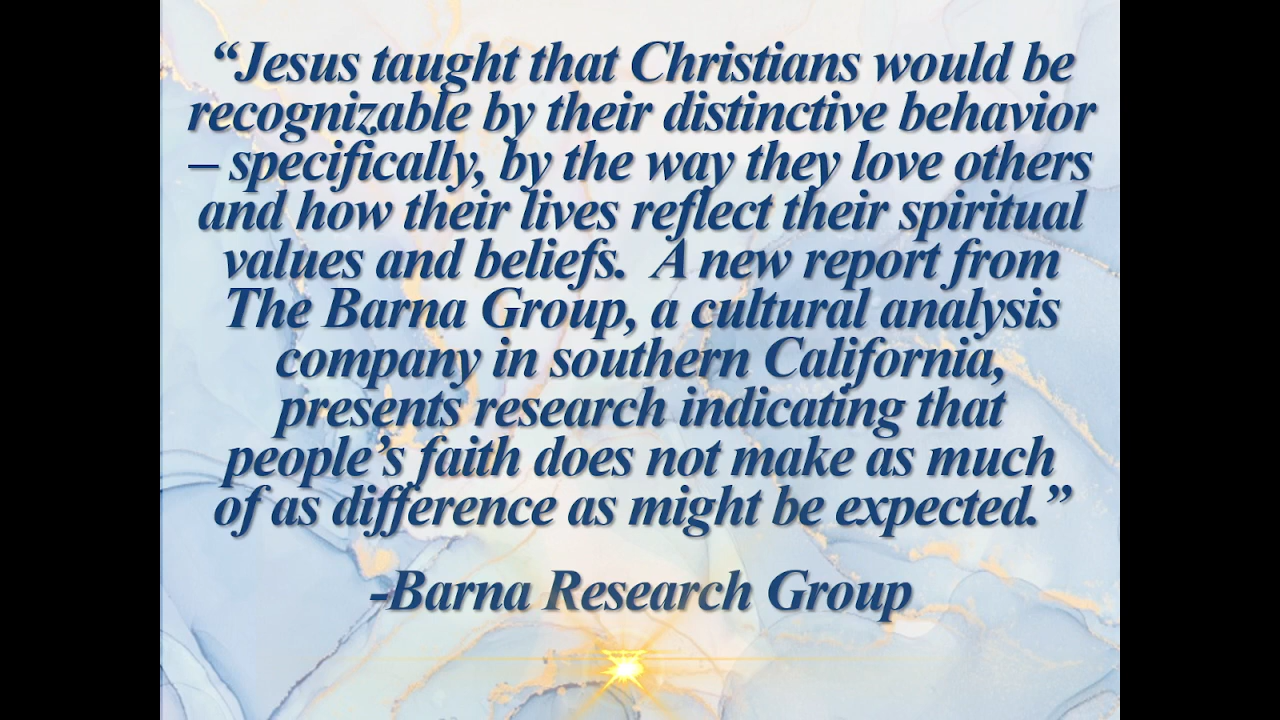 “Jesus taught that Christians would be
recognizable by their distinctive behavior
– specifically, by the way they love others
and how their lives reflect their spiritual
values and beliefs.  A new report from
The Barna Group, a cultural analysis
company in southern California,
presents research indicating that
people’s faith does not make as much
of as difference as might be expected.”
-Barna Research Group